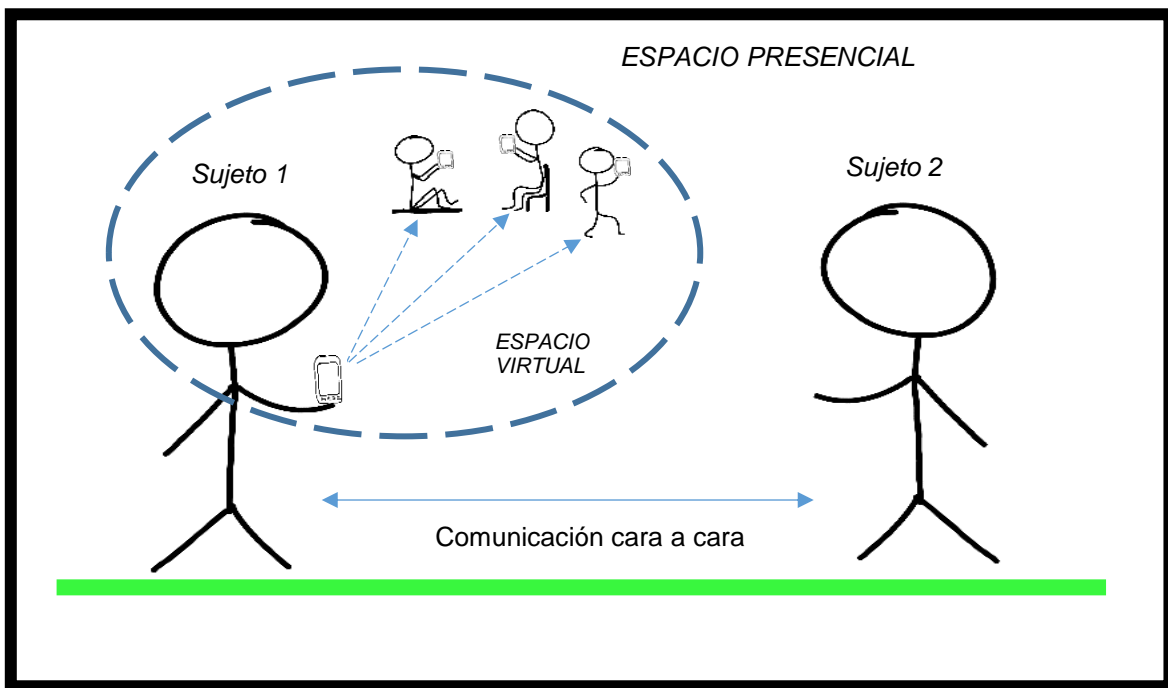 ESPACIO PRESENCIAL
Sujeto 1
Sujeto 2
ESPACIO
VIRTUAL
Comunicación cara a cara